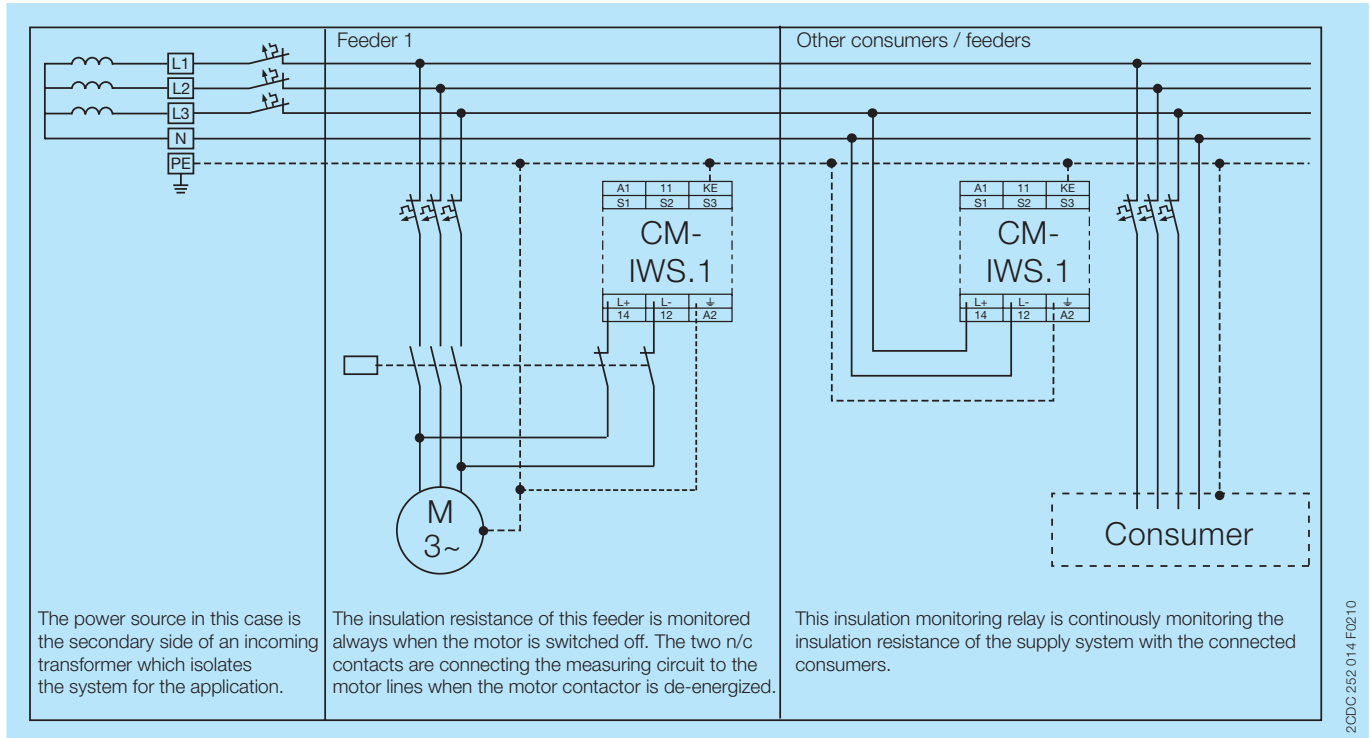 Feeder 1
Other consumers / feeders
L1
L2
L3
N
PE
A1 11 KE
S1 S2 S3
CM-
IWS.1
L+ L- ⏚
14 12 A2
A1 11 KE
S1 S2 S3
CM-
IWS.1
L+ L- ⏚
14 12 A2
M
3~
Consumer
The power source in this case is
the secondary side of an incoming
transformer which isolates
the system for the application.
The insulation resistance of this feeder is monitored
always when the motor is switched off. The two n/c
contacts are connecting the measuring circuit to the
motor lines when the motor contactor is de-energized.
This insulation monitoring relay is continously monitoring the
insulation resistance of the supply system with the connected
consumers.
2CDC 252 014 F0210